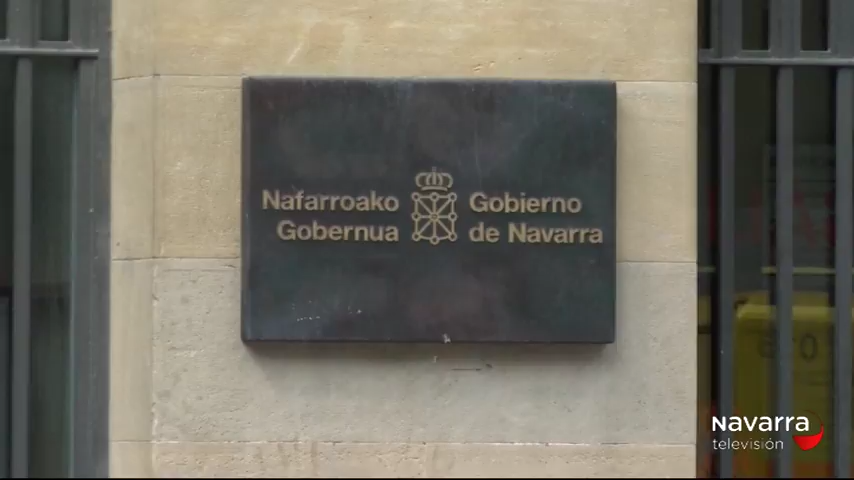 Nafarroako
Gobernua
Gobierno
de Navarra
Navarra
televisión